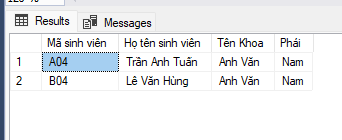 Results Messages
Mã sinh viên Họ tên sinh viên Tên Khoa Phái
1 A04 Trần Anh Tuấn Anh Văn Nam
2 B04 Lê Văn Hùng Anh Văn Nam